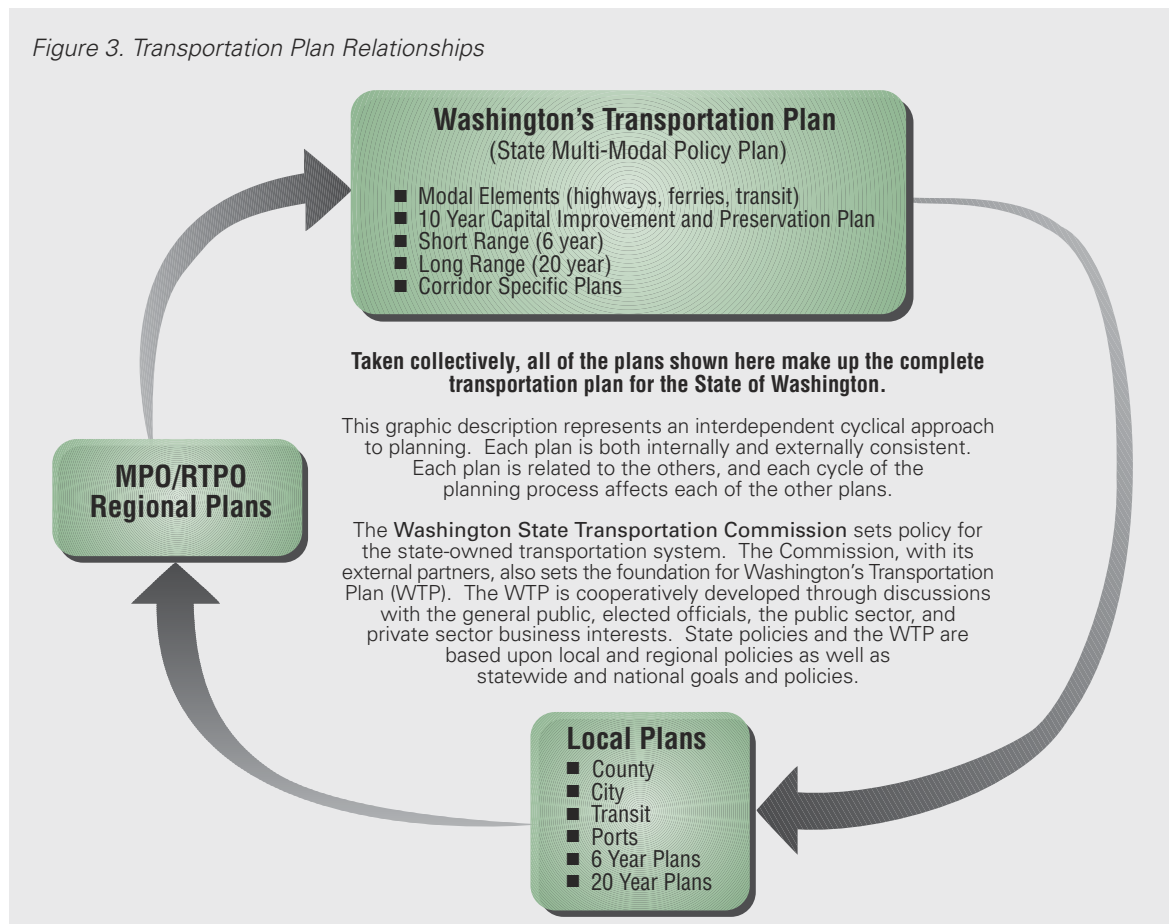 Figure 3. Transportation Plan Relationships
Washington's Transportation Plan
(State Multi-Modal Policy Plan)
■ Modal Elements (highways, ferries, transit)
■ 10 Year Capital Improvement and Preservation Plan
■ Short Range (6 year)
■ Long Range (20 year)
■ Corridor Specific Plans
Taken collectively, all of the plans shown here make up the complete
transportation plan for the State of Washington.
This graphic description represents an interdependent cyclical approach
to planning. Each plan is both internally and externally consistent.
Each plan is related to the others, and each cycle of the
planning process affects each of the other plans.
MPO/RTPO
Regional Plans
The Washington State Transportation Commission sets policy for
the state-owned transportation system. The Commission, with its
external partners, also sets the foundation for Washington's Transportation
Plan (WTP). The WTP is cooperatively developed through discussions
with the general public, elected officials, the public sector, and
private sector business interests. State policies and the WTP are
based upon local and regional policies as well as
statewide and national goals and policies.
Local Plans
■ County
■ City
■ Transit
■ Ports
■ 6 Year Plans
■ 20 Year Plans